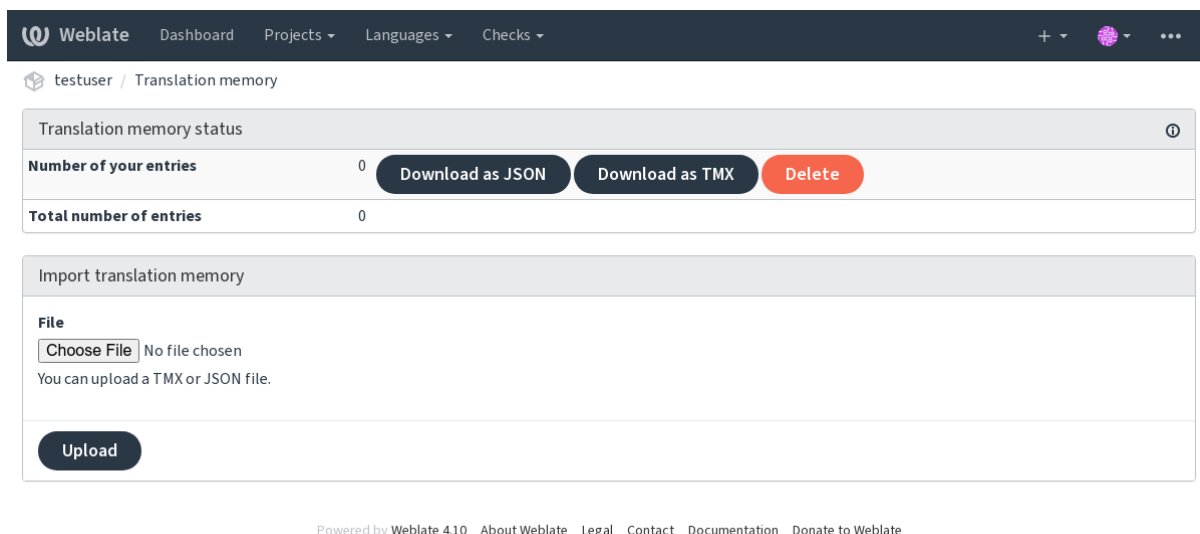 Weblate Dashboard Projects Languages Checks
testuser / Translation memory
Translation memory status
Number of your entries 0 Download as JSON Download as TMX Delete
Total number of entries 0
Import translation memory
File
Choose File No file chosen
You can upload a TMX or JSON file.
Upload
Powered by Weblate 4.10 About Weblate Legal Contact Documentation Donate to Weblate